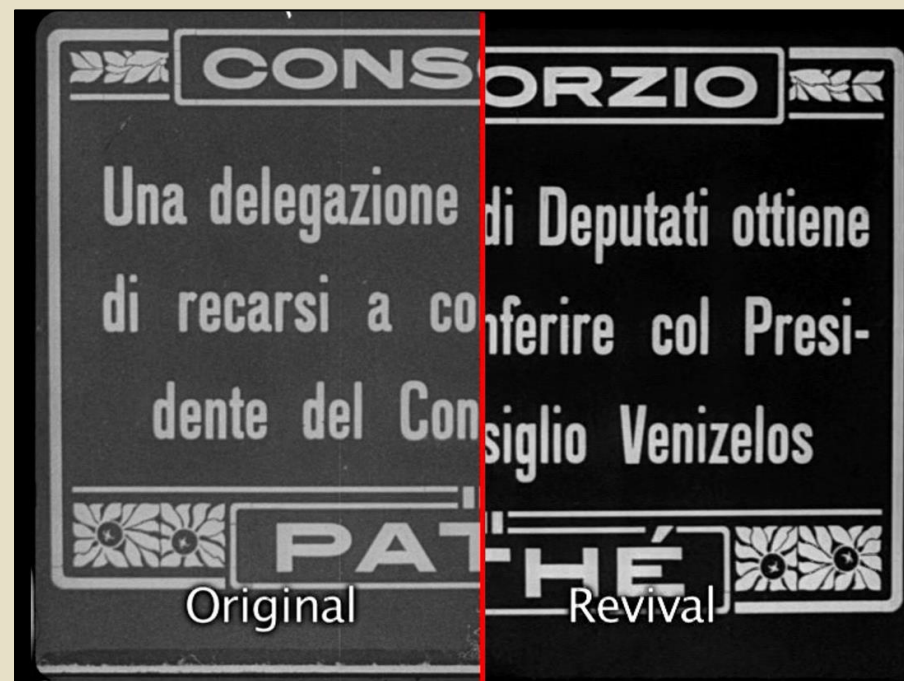 CONSORZIO
Una delegazione di Deputati ottiene
di recarsi a conferire col Presi-
dente del Consiglio Venizelos
PATHÉ
Original Revival